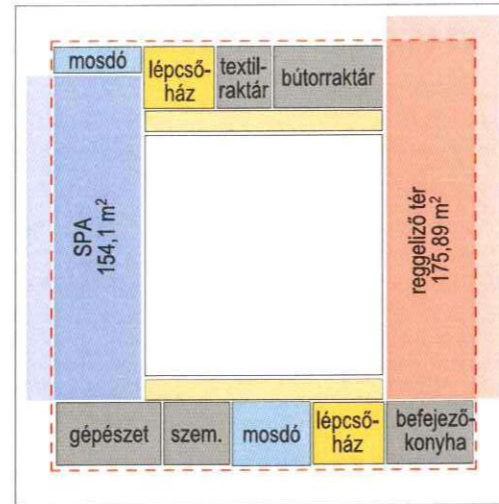 mosdó
lépcső-
ház
textil-
raktár
bútorraktár
SPA
154,1 m²
reggeliző tér
175,89 m²
gépészet
szem.
mosdó
lépcső-
ház
befejező-
konyha